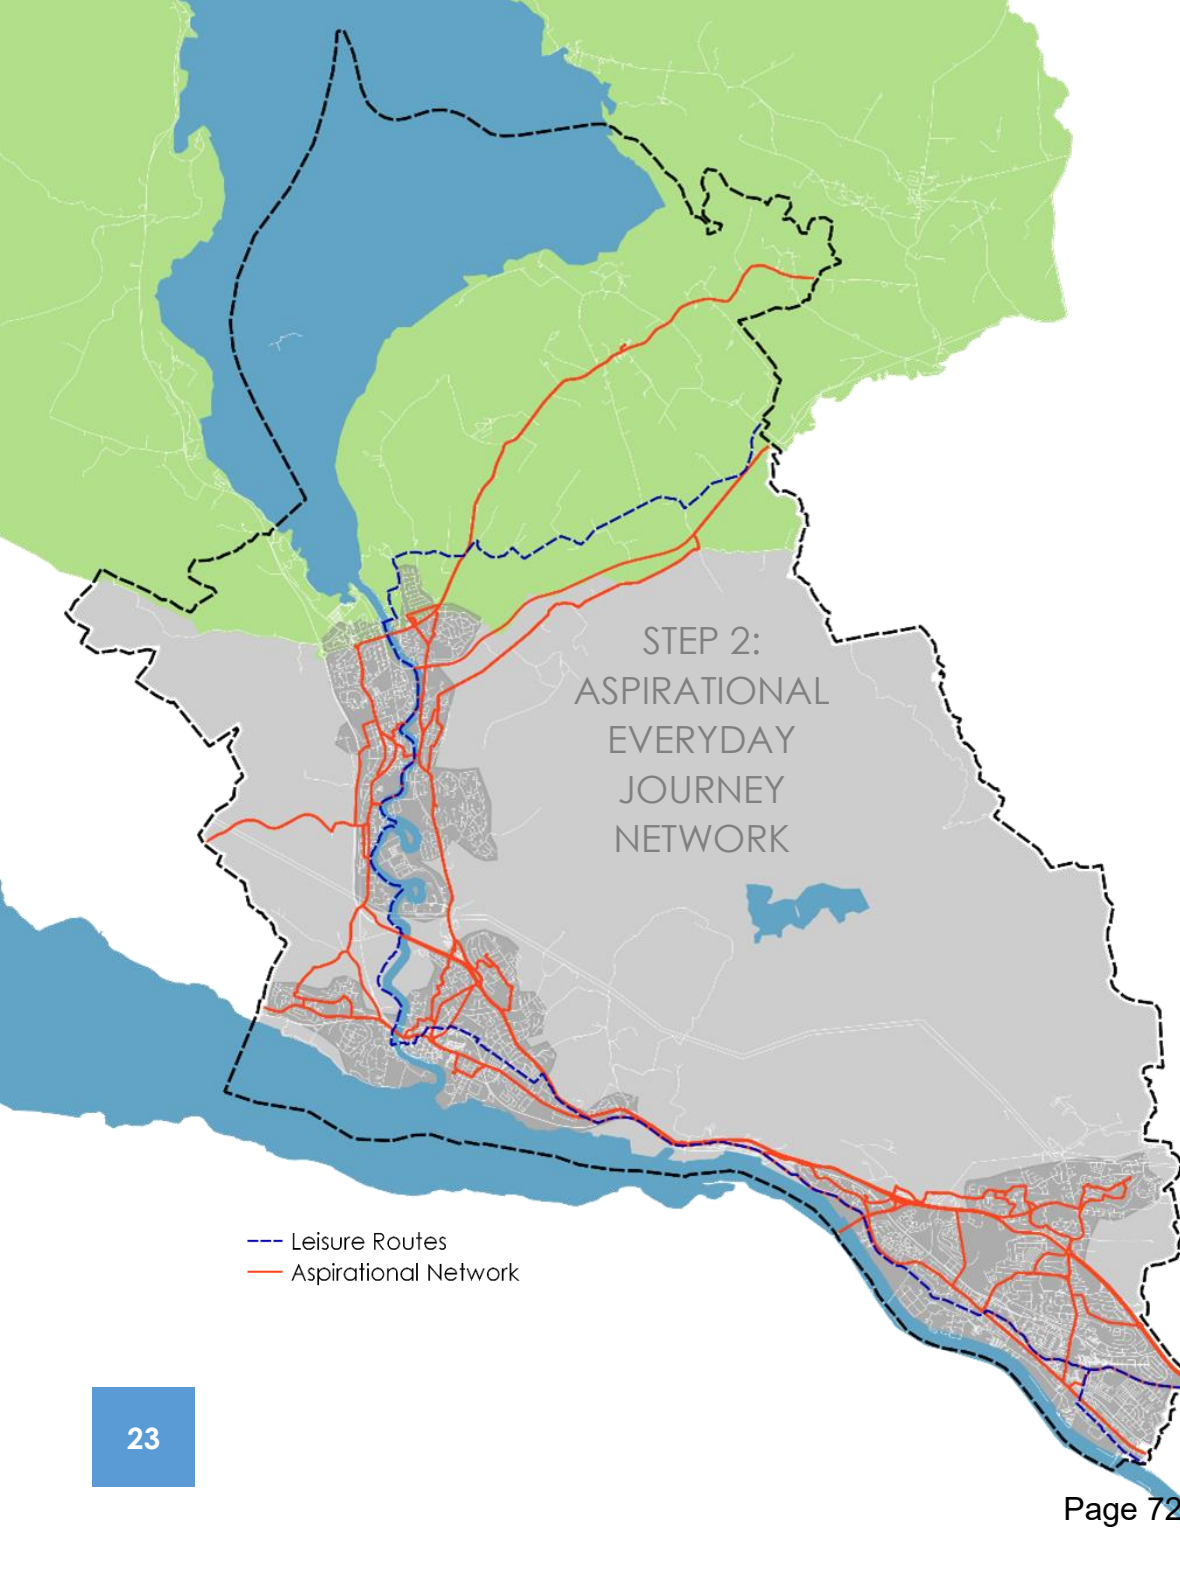 STEP 2:
ASPIRATIONAL
EVERYDAY
JOURNEY
NETWORK
Leisure Routes
Aspirational Network
23
Page 72